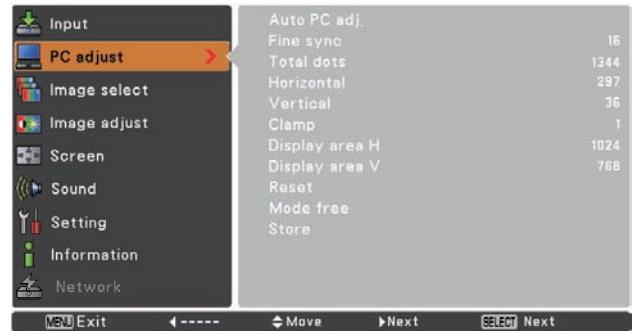 Input
PC adjust
Image select
Image adjust
Screen
Sound
Setting
Information
Network
Auto PC adj.
Fine sync 16
Total dots 1344
Horizontal 297
Vertical 36
Clamp 1
Display area H 1024
Display area V 768
Reset
Mode free
Store
MENU Exit ----- Move Next SELECT Next